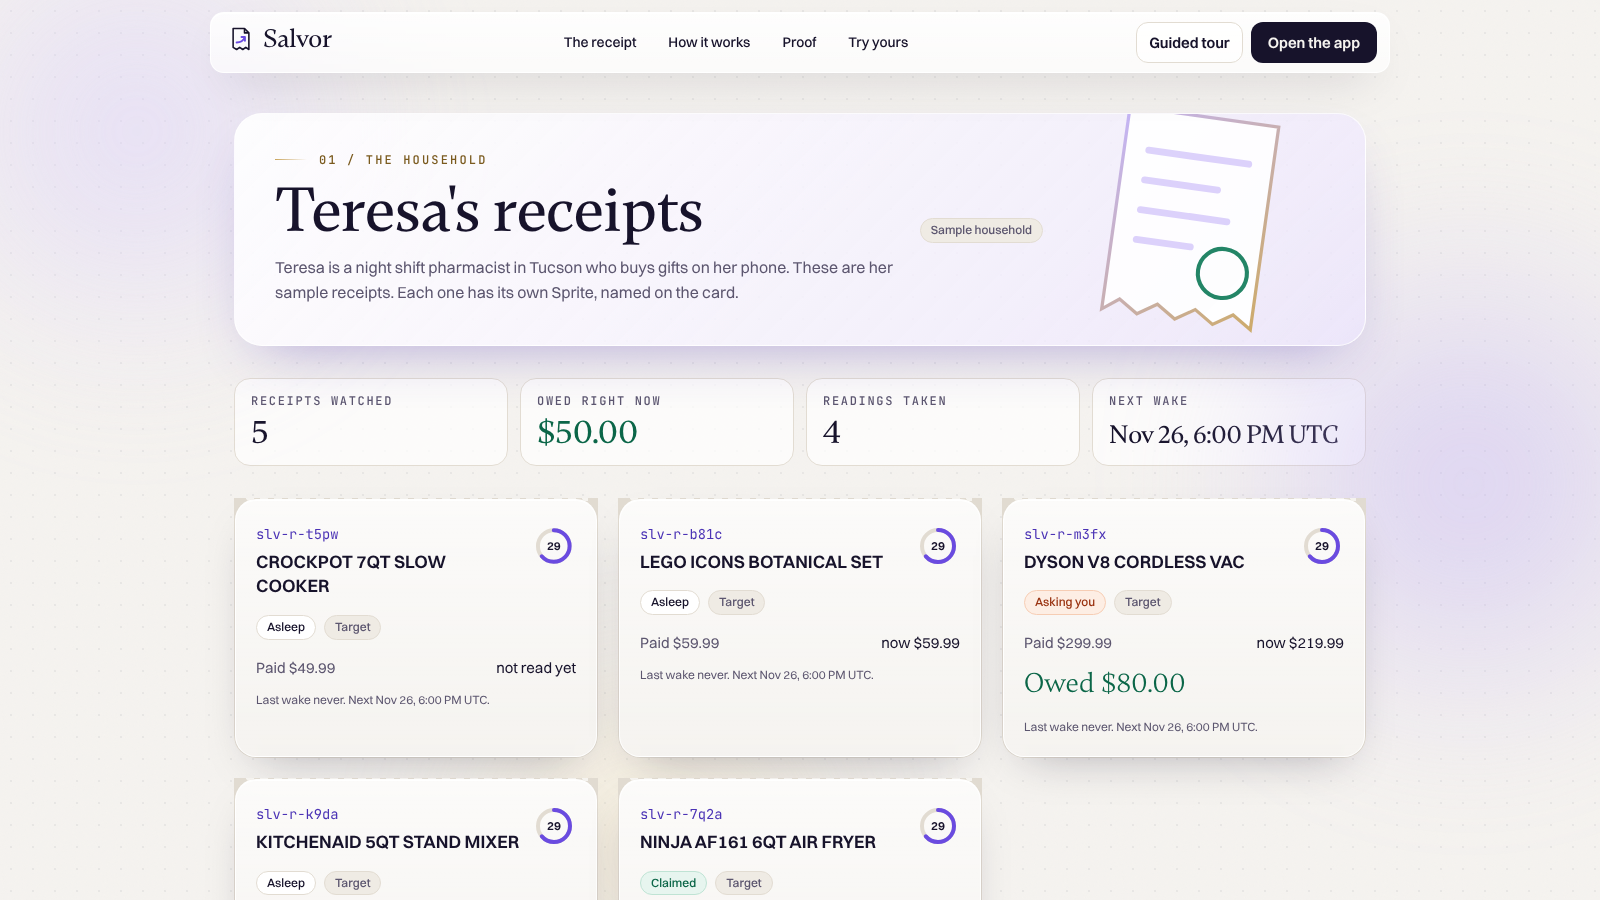 Salvor
The receipt
How it works
Proof
Try yours
Guided tour
Open the app
01 / THE HOUSEHOLD
Teresa's receipts
Sample household
Teresa is a night shift pharmacist in Tucson who buys gifts on her phone. These are her
sample receipts. Each one has its own Sprite, named on the card.
RECEIPTS WATCHED
5
OWED RIGHT NOW
$50.00
READINGS TAKEN
4
NEXT WAKE
Nov 26, 6:00 PM UTC
slv-r-t5pw
29
CROCKPOT 7QT SLOW
COOKER
Asleep
Target
Paid $49.99
not read yet
Last wake never. Next Nov 26, 6:00 PM UTC.
slv-r-b81c
29
LEGO ICONS BOTANICAL SET
Asleep
Target
Paid $59.99
now $59.99
Last wake never. Next Nov 26, 6:00 PM UTC.
slv-r-m3fx
29
DYSON V8 CORDLESS VAC
Asking you
Target
Paid $299.99
now $219.99
Owed $80.00
Last wake never. Next Nov 26, 6:00 PM UTC.
slv-r-k9da
29
KITCHENAID 5QT STAND MIXER
Asleep
Target
slv-r-7q2a
29
NINJA AF161 6QT AIR FRYER
Claimed
Target